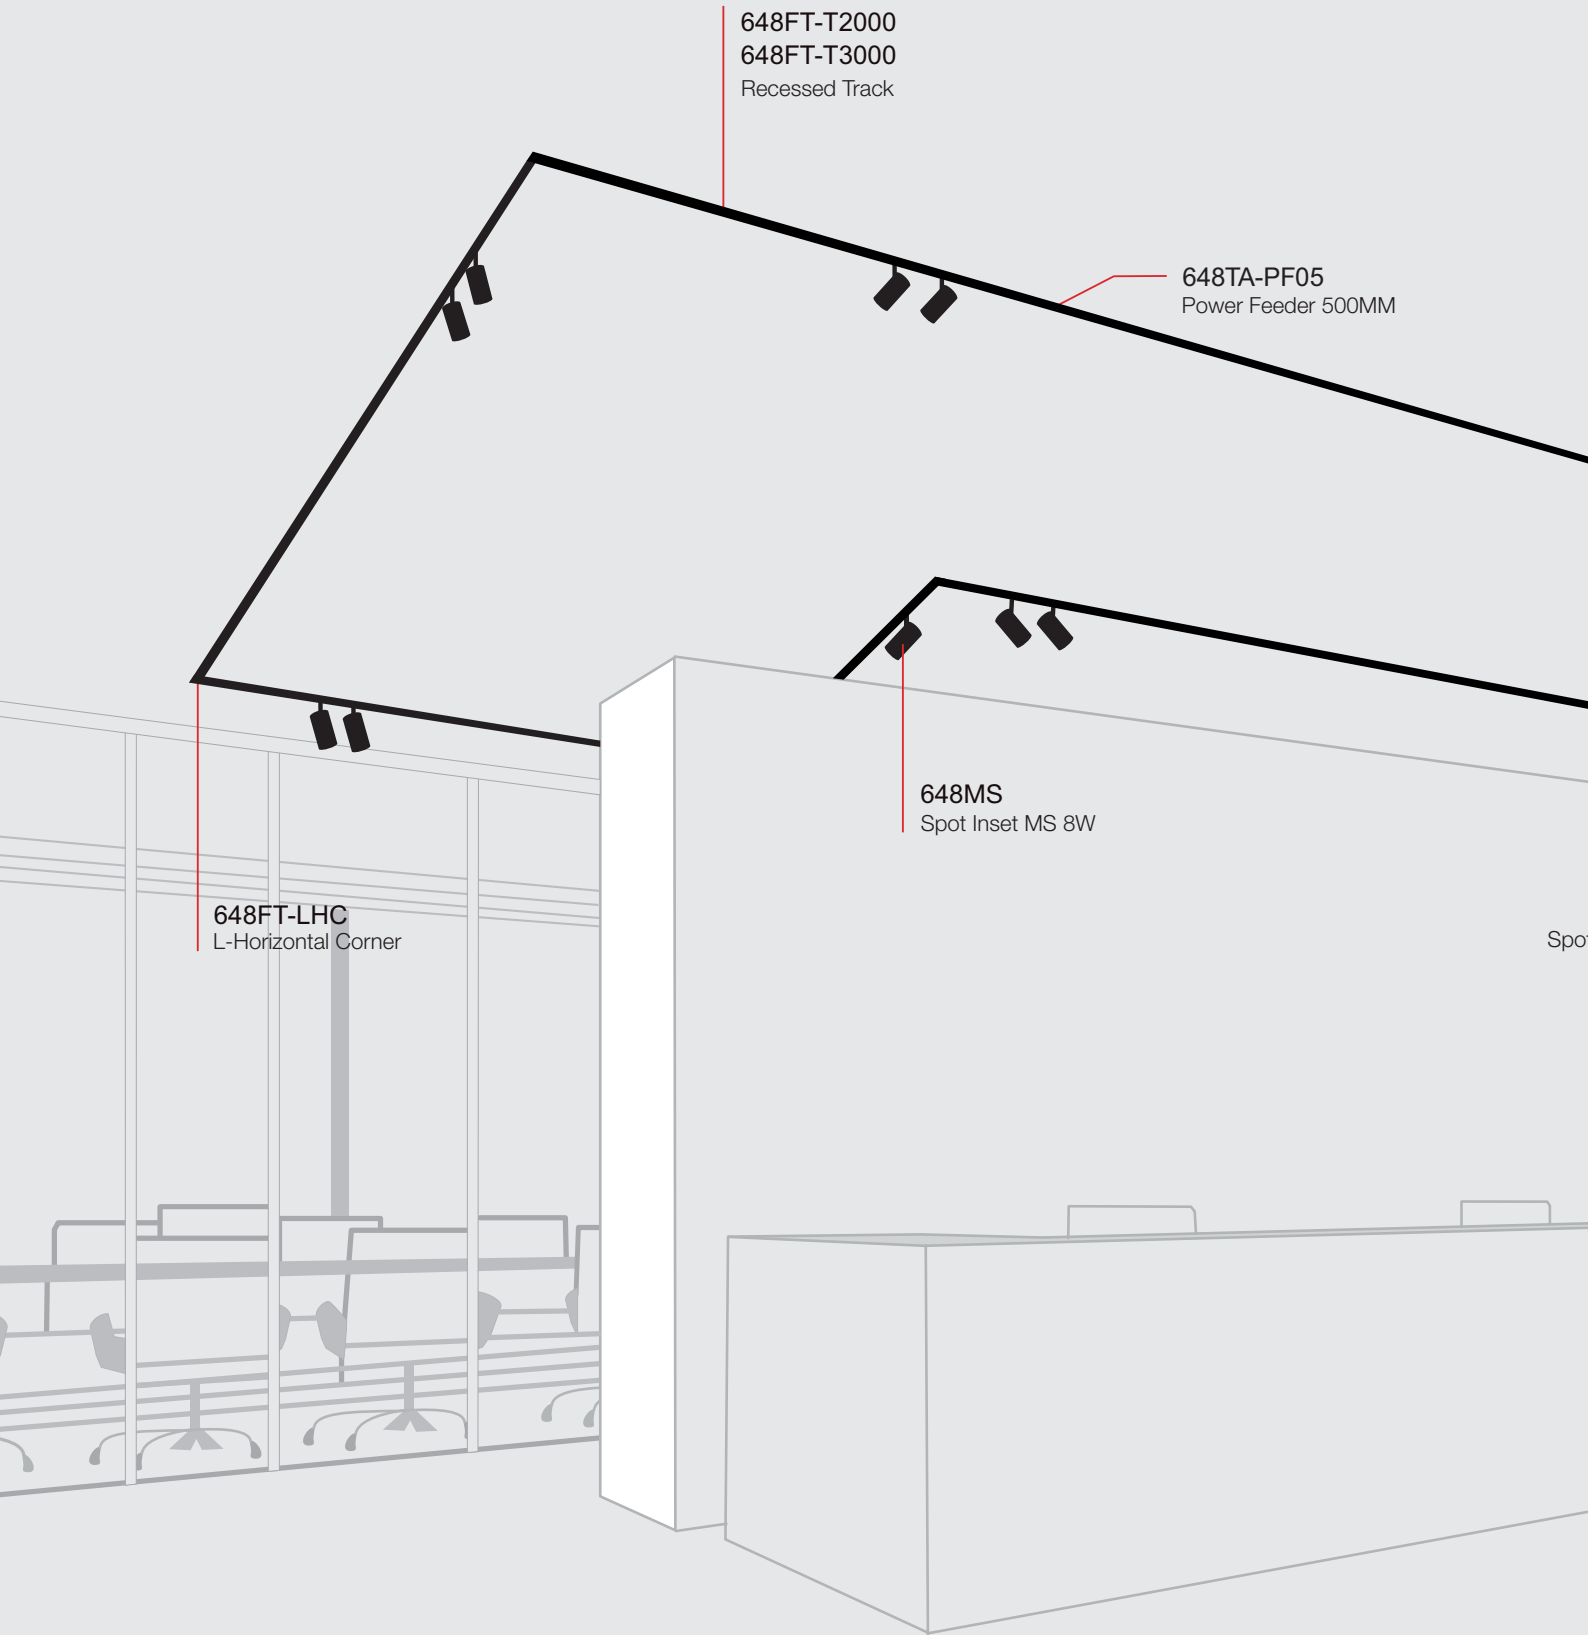 648FT-T2000
648FT-T3000
Recessed Track
648TA-PF05
Power Feeder 500MM
648MS
Spot Inset MS 8W
648FT-LHC
L-Horizontal Corner
Spot